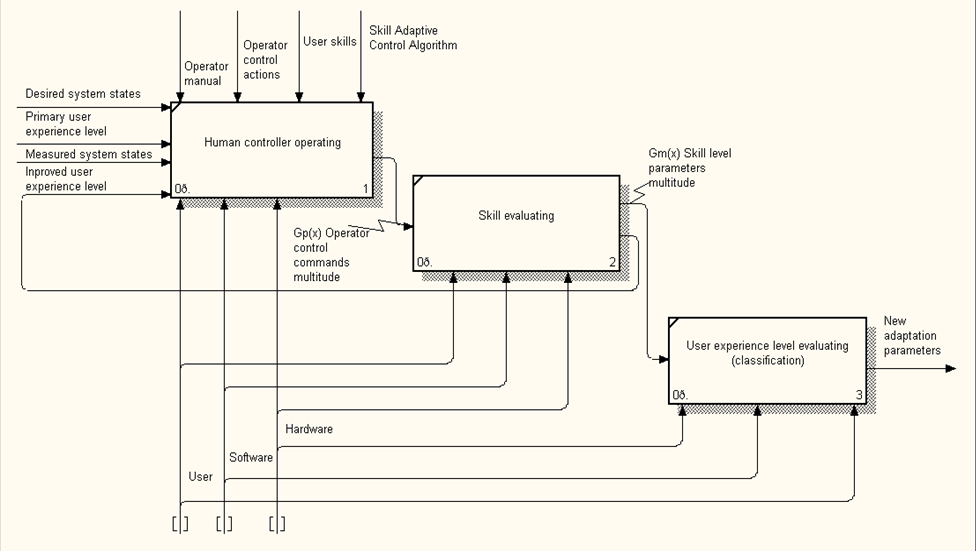 Operator
manual
Operator
control
actions
User skills
Skill Adaptive
Control Algorithm
Desired system states
Primary user
experience level
Measured system states
Inproved user
experience level
Human controller operating
0ð.
1
Gp(x) Operator
control
commands
multitude
Skill evaluating
0ð.
2
Gm(x) Skill level
parameters
multitude
User experience level evaluating
(classification)
0ð.
3
New
adaptation
parameters
Hardware
Software
User